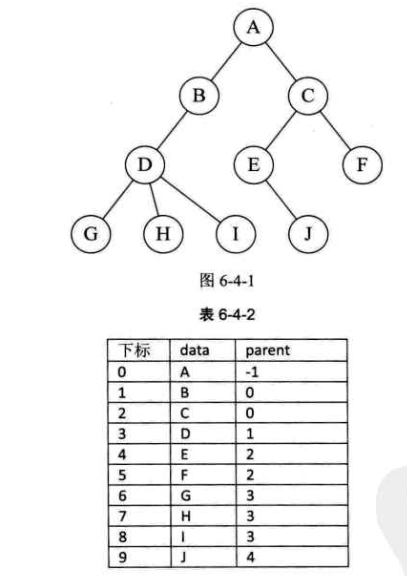 A
B
C
D
E
F
G
H
I
J
图 6-4-1
表 6-4-2
下标 data parent
0 A -1
1 B 0
2 C 0
3 D 1
4 E 2
5 F 2
6 G 3
7 H 3
8 I 3
9 J 4